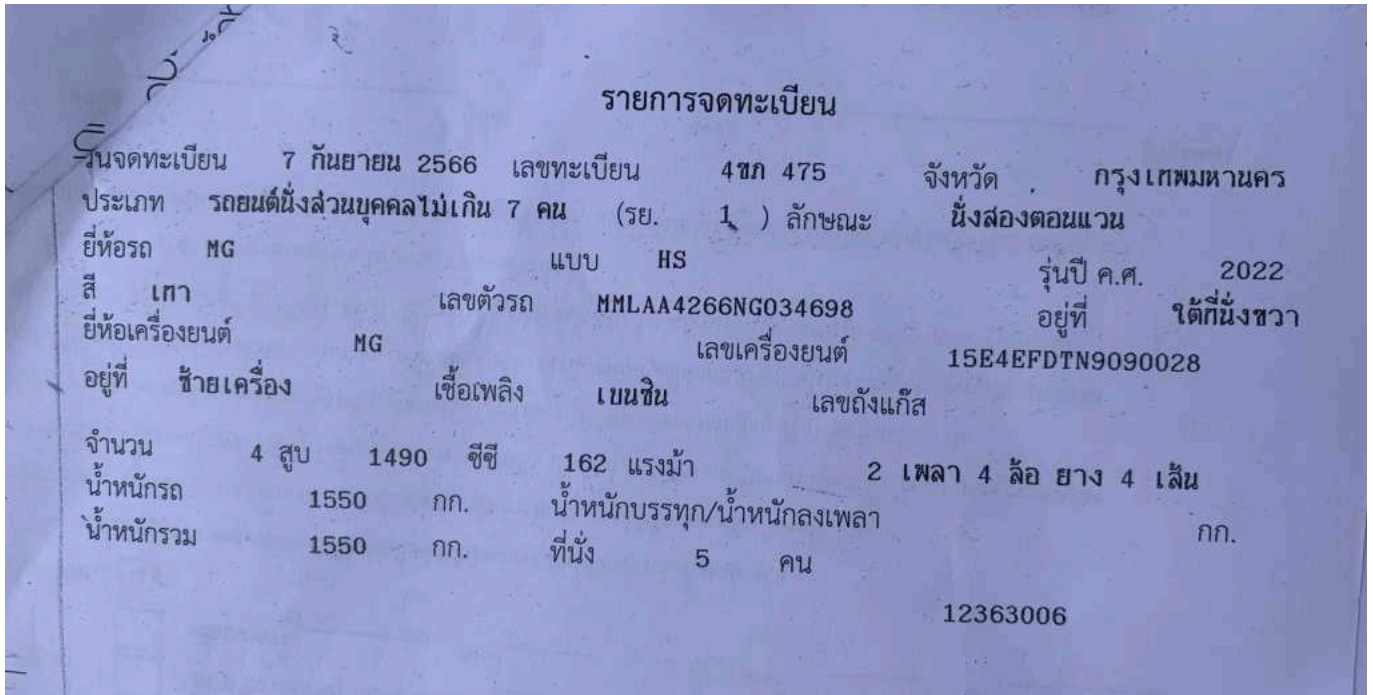 รายการจดทะเบียน
วันจดทะเบียน 7 กันยายน 2566 เลขทะเบียน 4ขภ 475 จังหวัด กรุงเทพมหานคร
ประเภท รถยนต์นั่งส่วนบุคคลไม่เกิน 7 คน (รย. 1 ) ลักษณะ นั่งสองตอนแวน
ยี่ห้อรถ MG แบบ HS รุ่นปี ค.ศ. 2022
สี เทา เลขตัวรถ MMLAA4266NG034698 อยู่ที่ ใต้ที่นั่งขวา
ยี่ห้อเครื่องยนต์ MG เลขเครื่องยนต์ 15E4EFDTN9090028
อยู่ที่ ซ้ายเครื่อง เชื้อเพลิง เบนซิน เลขถังแก๊ส
จำนวน 4 สูบ 1490 ซีซี 162 แรงม้า 2 เพลา 4 ล้อ ยาง 4 เส้น
น้ำหนักรถ 1550 กก. น้ำหนักบรรทุก/น้ำหนักลงเพลา กก.
น้ำหนักรวม 1550 กก. ที่นั่ง 5 คน
12363006